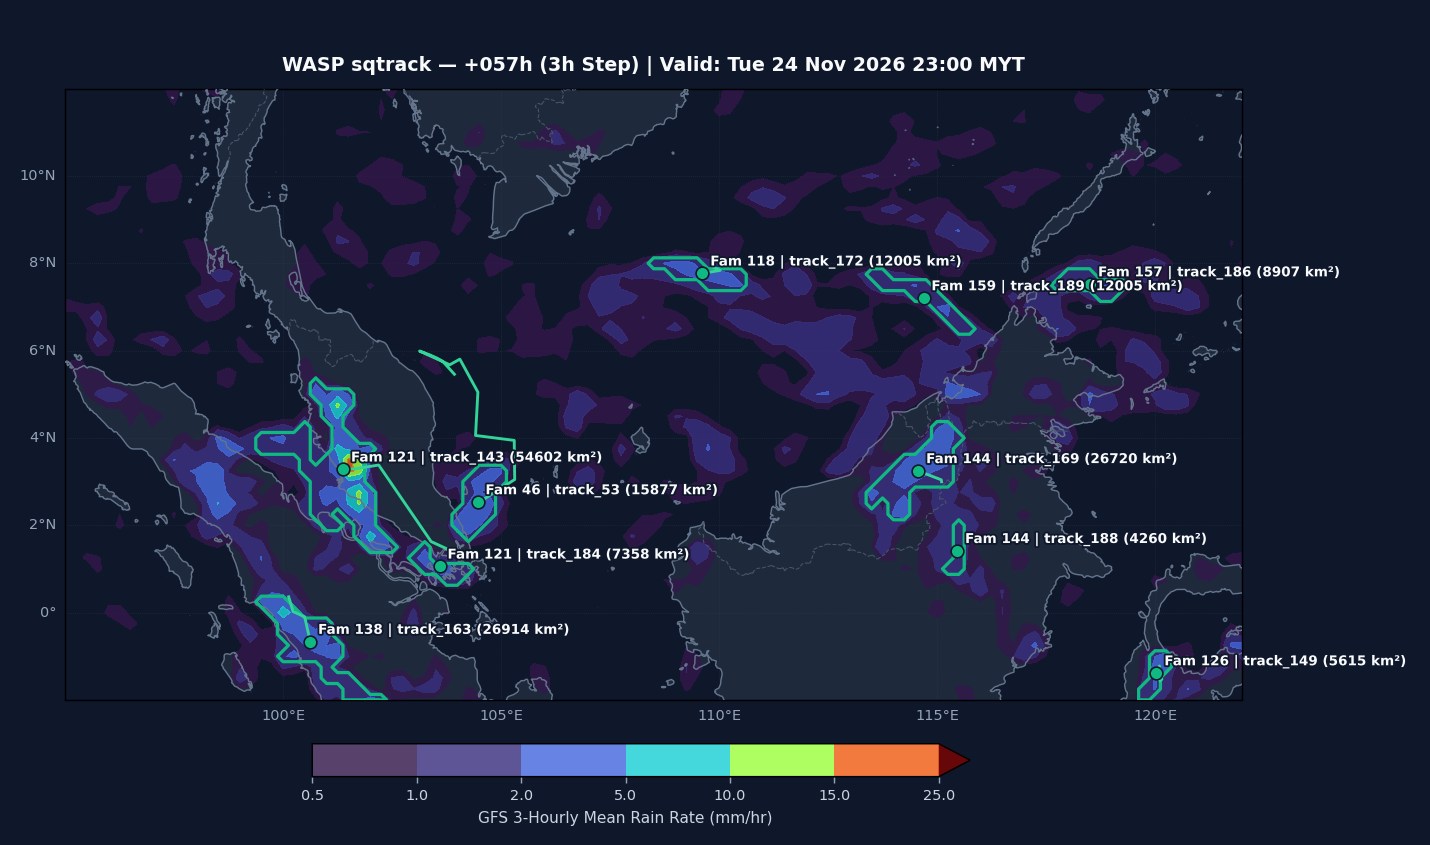 WASP sqtrack — +057h (3h Step) | Valid: Tue 24 Nov 2026 23:00 MYT
10°N
8°N
6°N
4°N
2°N
0°
Fam 118 | track_172 (12005 km²)
Fam 157 | track_186 (8907 km²)
Fam 159 | track_189 (12005 km²)
Fam 121 | track_143 (54602 km²)
Fam 144 | track_169 (26720 km²)
Fam 46 | track_53 (15877 km²)
Fam 144 | track_188 (4260 km²)
Fam 121 | track_184 (7358 km²)
Fam 138 | track_163 (26914 km²)
Fam 126 | track_149 (5615 km²)
100°E 105°E 110°E 115°E 120°E
0.5 1.0 2.0 5.0 10.0 15.0 25.0
GFS 3-Hourly Mean Rain Rate (mm/hr)